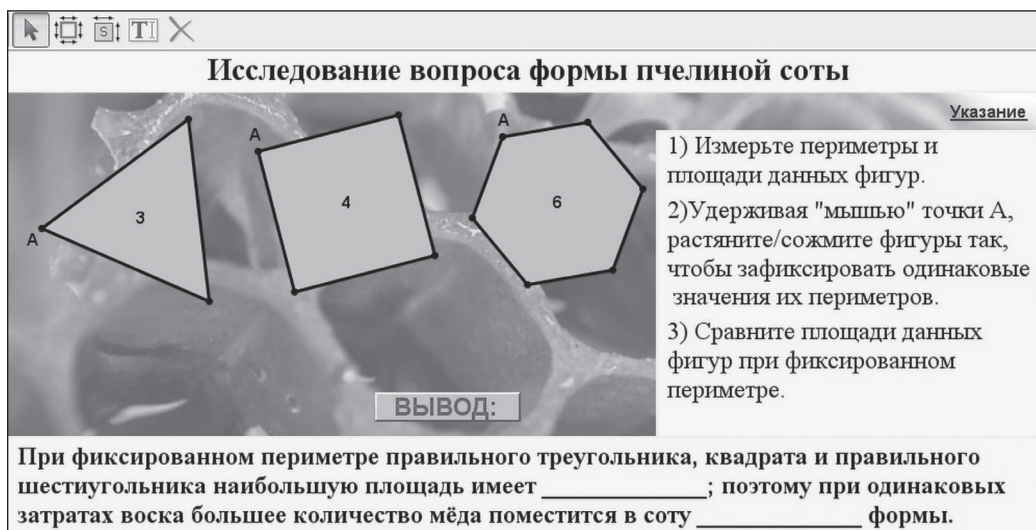 Исследование вопроса формы пчелиной соты
Указание
А
3
А
4
А
6
1) Измерьте периметры и
площади данных фигур.
2)Удерживая "мышью" точки А,
растяните/сожмите фигуры так,
чтобы зафиксировать одинаковые
значения их периметров.
3) Сравните площади данных
фигур при фиксированном
периметре.
ВЫВОД:
При фиксированном периметре правильного треугольника, квадрата и правильного
шестиугольника наибольшую площадь имеет ____________; поэтому при одинаковых
затратах воска большее количество мёда поместится в соту ____________ формы.